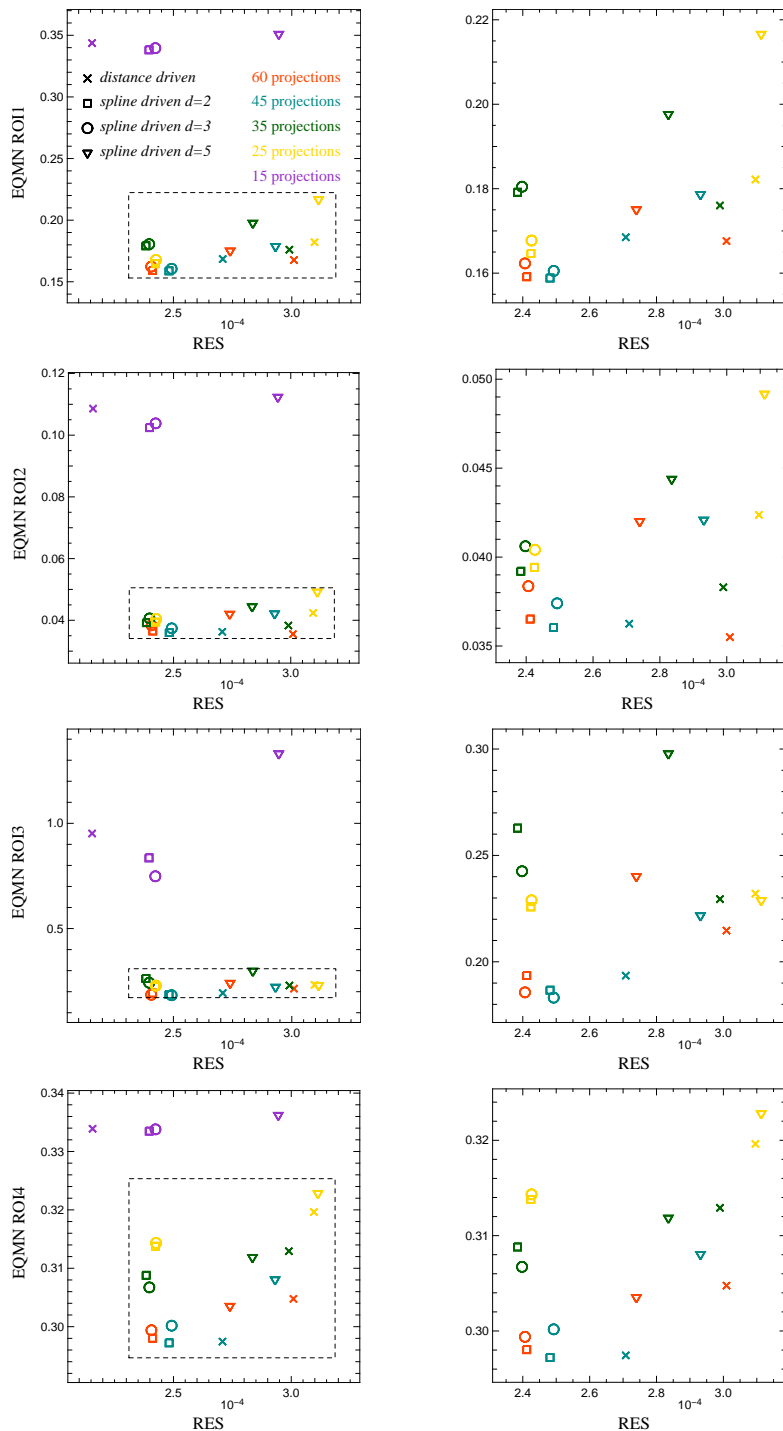 0.35
0.30
0.20
0.15
EQMN ROI1
distance driven
spline driven d=2
spline driven d=3
spline driven d=5
60 projections
45 projections
35 projections
25 projections
15 projections
2.5
3.0
10⁻⁴
RES
0.22
0.20
0.18
0.16
2.4
2.6
2.8
3.0
10⁻⁴
RES
0.12
0.10
0.08
0.06
0.04
EQMN ROI2
2.5
3.0
10⁻⁴
RES
0.050
0.045
0.040
0.035
2.4
2.6
2.8
3.0
10⁻⁴
RES
1.0
0.5
EQMN ROI3
2.5
3.0
10⁻⁴
RES
0.30
0.25
0.20
2.4
2.6
2.8
3.0
10⁻⁴
RES
0.34
0.33
0.32
0.31
0.30
EQMN ROI4
2.5
3.0
10⁻⁴
RES
0.32
0.31
0.30
2.4
2.6
2.8
3.0
10⁻⁴
RES